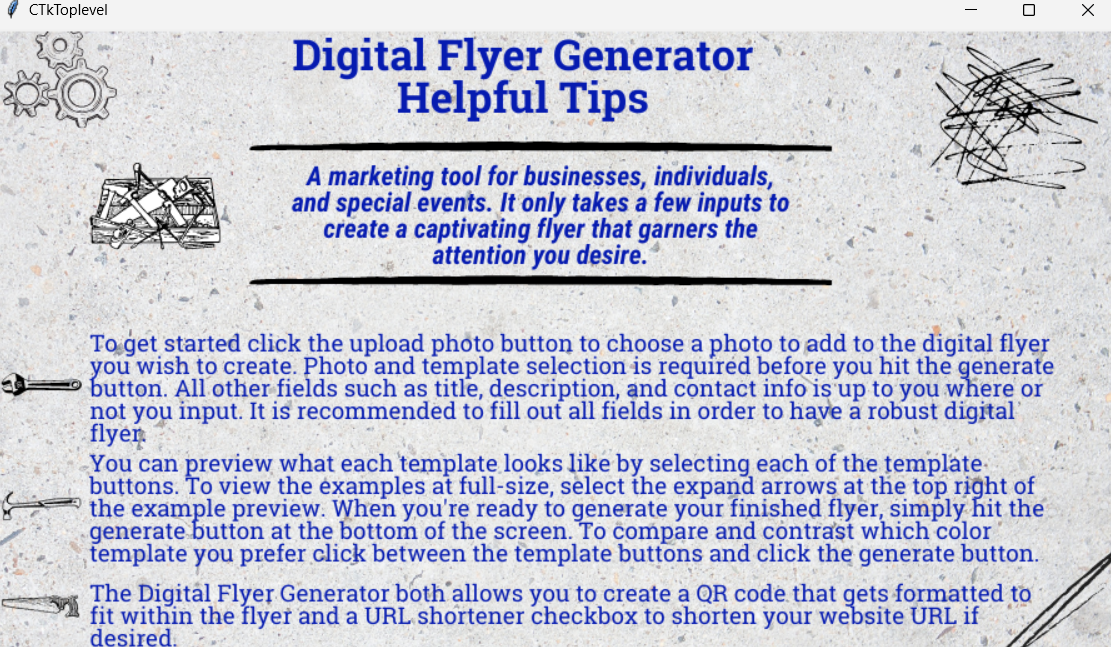 CTkToplevel
Digital Flyer Generator
Helpful Tips
A marketing tool for businesses, individuals,
and special events. It only takes a few inputs to
create a captivating flyer that garners the
attention you desire.
To get started click the upload photo button to choose a photo to add to the digital flyer
you wish to create. Photo and template selection is required before you hit the generate
button. All other fields such as title, description, and contact info is up to you where or
not you input. It is recommended to fill out all fields in order to have a robust digital
flyer.
You can preview what each template looks like by selecting each of the template
buttons. To view the examples at full-size, select the expand arrows at the top right of
the example preview. When you're ready to generate your finished flyer, simply hit the
generate button at the bottom of the screen. To compare and contrast which color
template you prefer click between the template buttons and click the generate button.
The Digital Flyer Generator both allows you to create a QR code that gets formatted to
fit within the flyer and a URL shortener checkbox to shorten your website URL if
desired.